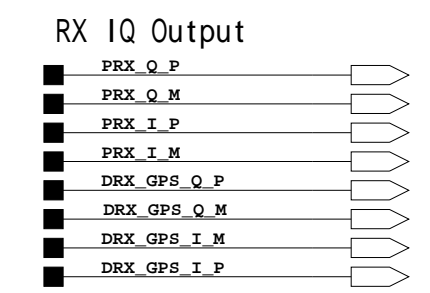 RX IQ Output
PRX_Q_P
PRX_Q_M
PRX_I_P
PRX_I_M
DRX_GPS_Q_P
DRX_GPS_Q_M
DRX_GPS_I_M
DRX_GPS_I_P